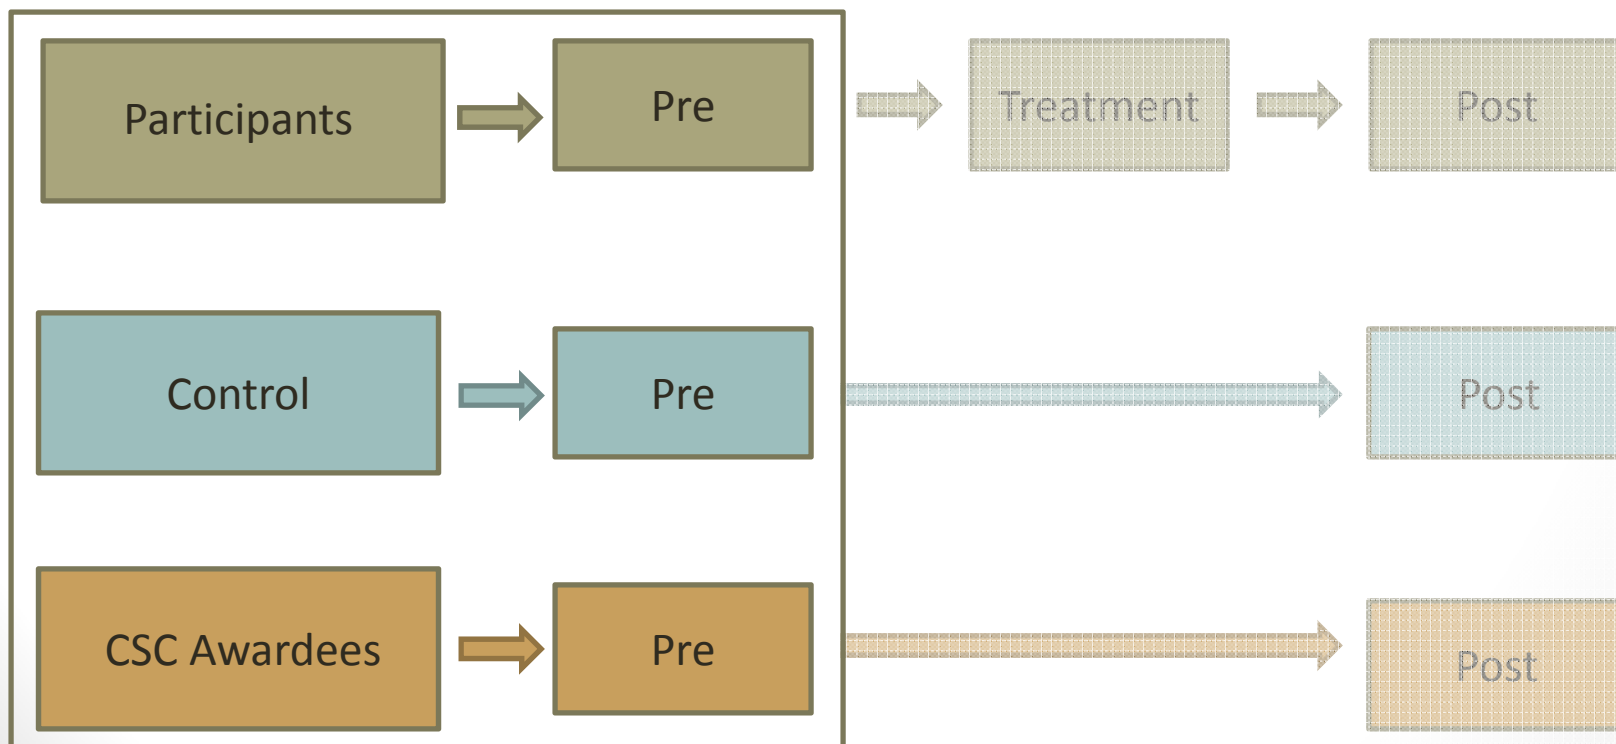 Participants
Pre
Treatment
Post
Control
Pre
Post
CSC Awardees
Pre
Post